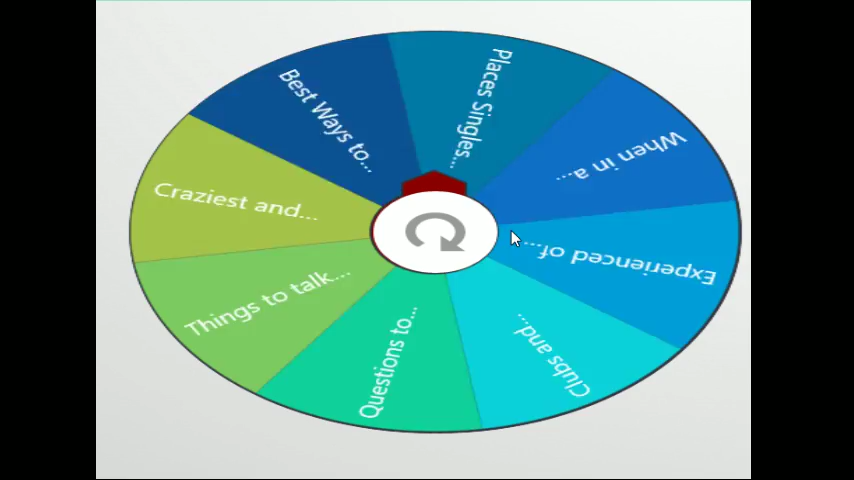 Places Singles...
When in a...
Experienced of...
Clubs and...
Questions to...
Things to talk...
Craziest and...
Best Ways to...